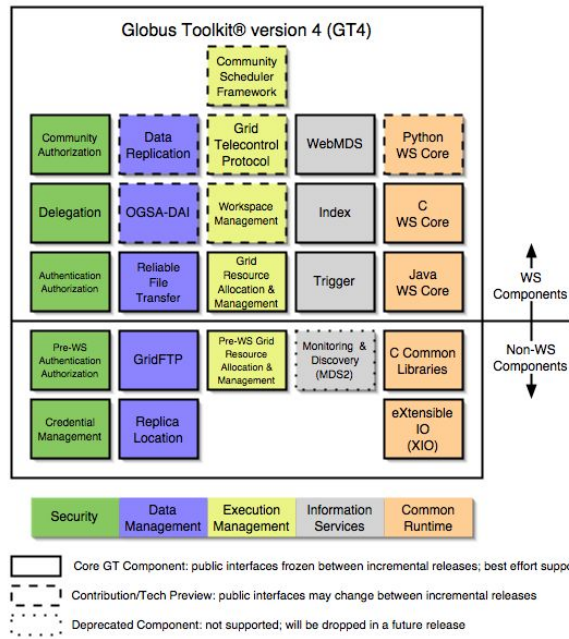 Globus Toolkit® version 4 (GT4)
Community
Scheduler
Framework
Community
Authorization
Data
Replication
Grid
Telecontrol
Protocol
WebMDS
Python
WS Core
Delegation
OGSA-DAI
Workspace
Management
Index
C
WS Core
Authentication
Authorization
Reliable
File
Transfer
Grid
Resource
Allocation &
Management
Trigger
Java
WS Core
WS
Components
Pre-WS
Authentication
Authorization
GridFTP
Pre-WS Grid
Resource
Allocation &
Management
Monitoring &
Discovery
(MDS2)
C Common
Libraries
Non-WS
Components
Credential
Management
Replica
Location
eXtensible
IO
(XIO)
Security
Data
Management
Execution
Management
Information
Services
Common
Runtime
Core GT Component: public interfaces frozen between incremental releases; best effort suppo
Contribution/Tech Preview: public interfaces may change between incremental releases
Deprecated Component: not supported; will be dropped in a future release